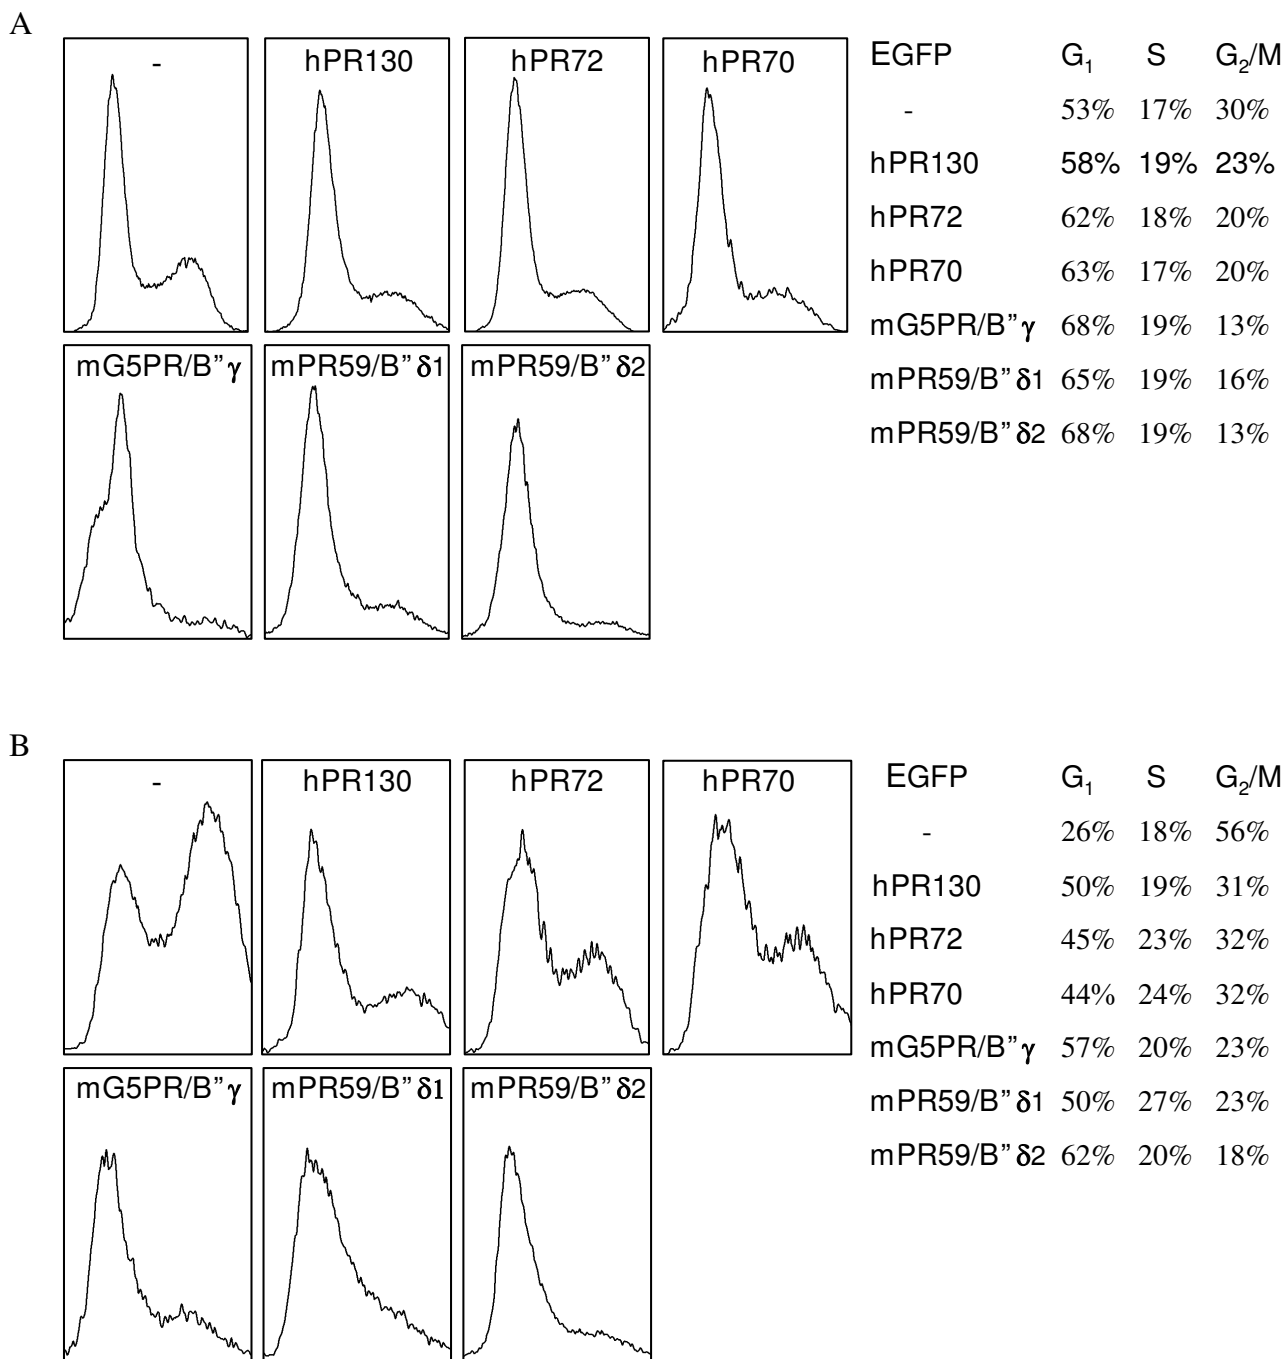 A
- hPR130 hPR72 hPR70
mG5PR/B”γ mPR59/B”δ1 mPR59/B”δ2
EGFP G₁ S G₂/M
- 53% 17% 30%
hPR130 58% 19% 23%
hPR72 62% 18% 20%
hPR70 63% 17% 20%
mG5PR/B”γ 68% 19% 13%
mPR59/B”δ1 65% 19% 16%
mPR59/B”δ2 68% 19% 13%
B
- hPR130 hPR72 hPR70
mG5PR/B”γ mPR59/B”δ1 mPR59/B”δ2
EGFP G₁ S G₂/M
- 26% 18% 56%
hPR130 50% 19% 31%
hPR72 45% 23% 32%
hPR70 44% 24% 32%
mG5PR/B”γ 57% 20% 23%
mPR59/B”δ1 50% 27% 23%
mPR59/B”δ2 62% 20% 18%